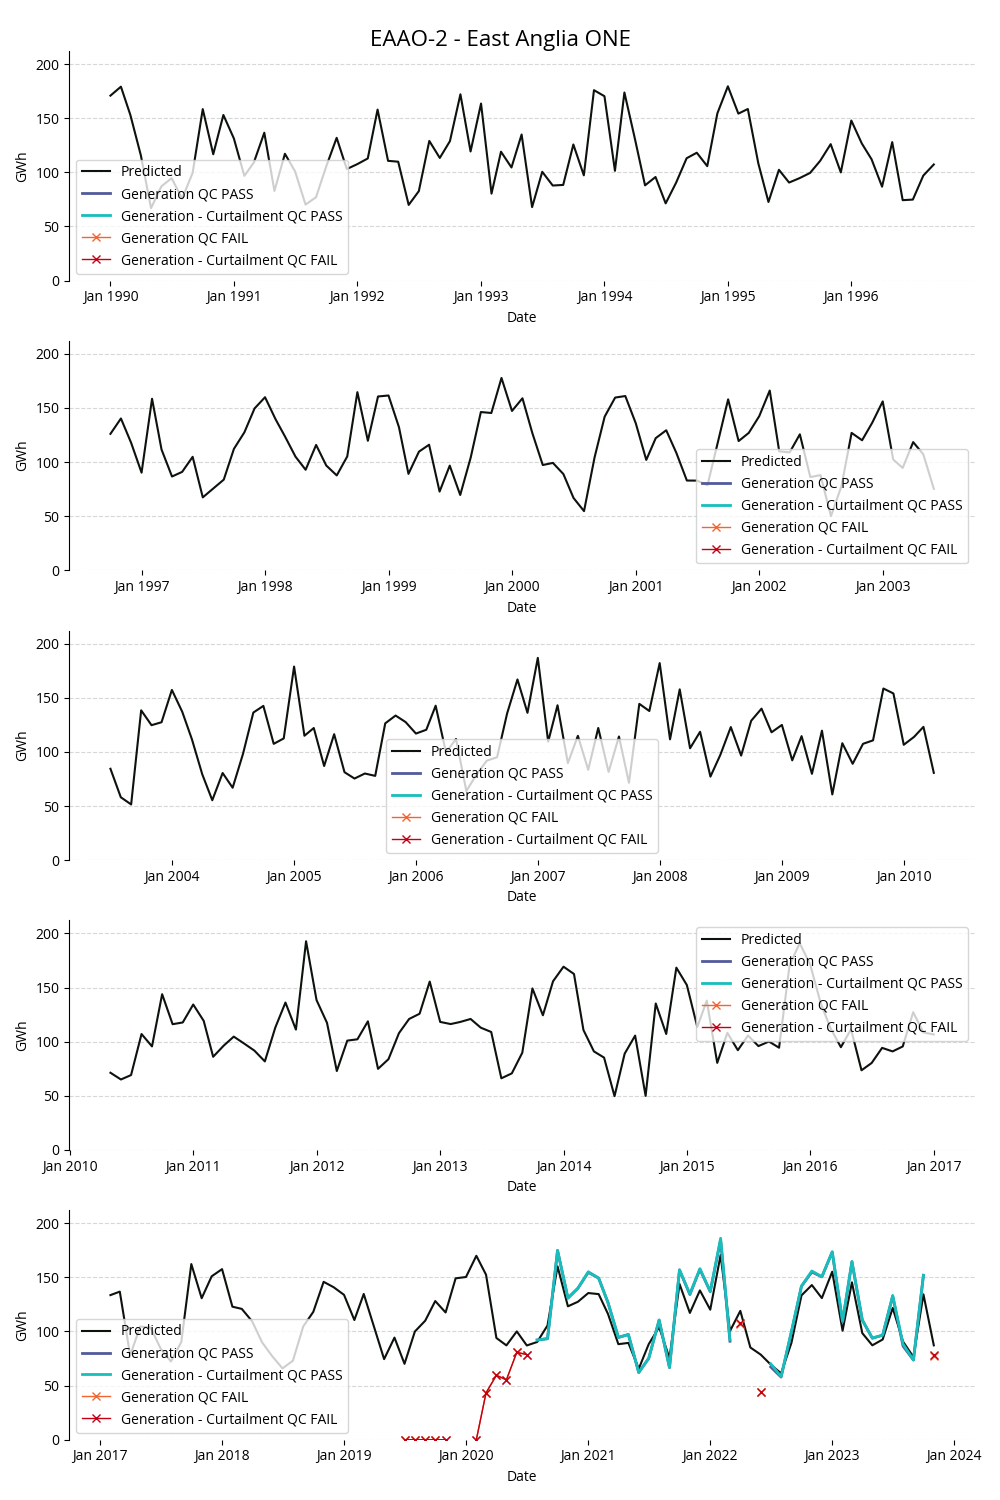 EAAO-2 - East Anglia ONE
200
150
100
50
0
GWh
Predicted
Generation QC PASS
Generation - Curtailment QC PASS
Generation QC FAIL
Generation - Curtailment QC FAIL
Jan 1990 Jan 1991 Jan 1992 Jan 1993 Jan 1994 Jan 1995 Jan 1996
Date
200
150
100
50
0
GWh
Predicted
Generation QC PASS
Generation - Curtailment QC PASS
Generation QC FAIL
Generation - Curtailment QC FAIL
Jan 1997 Jan 1998 Jan 1999 Jan 2000 Jan 2001 Jan 2002 Jan 2003
Date
200
150
100
50
0
GWh
Predicted
Generation QC PASS
Generation - Curtailment QC PASS
Generation QC FAIL
Generation - Curtailment QC FAIL
Jan 2004 Jan 2005 Jan 2006 Jan 2007 Jan 2008 Jan 2009 Jan 2010
Date
200
150
100
50
0
GWh
Predicted
Generation QC PASS
Generation - Curtailment QC PASS
Generation QC FAIL
Generation - Curtailment QC FAIL
Jan 2010 Jan 2011 Jan 2012 Jan 2013 Jan 2014 Jan 2015 Jan 2016 Jan 2017
Date
200
150
100
50
0
GWh
Predicted
Generation QC PASS
Generation - Curtailment QC PASS
Generation QC FAIL
Generation - Curtailment QC FAIL
Jan 2017 Jan 2018 Jan 2019 Jan 2020 Jan 2021 Jan 2022 Jan 2023 Jan 2024
Date